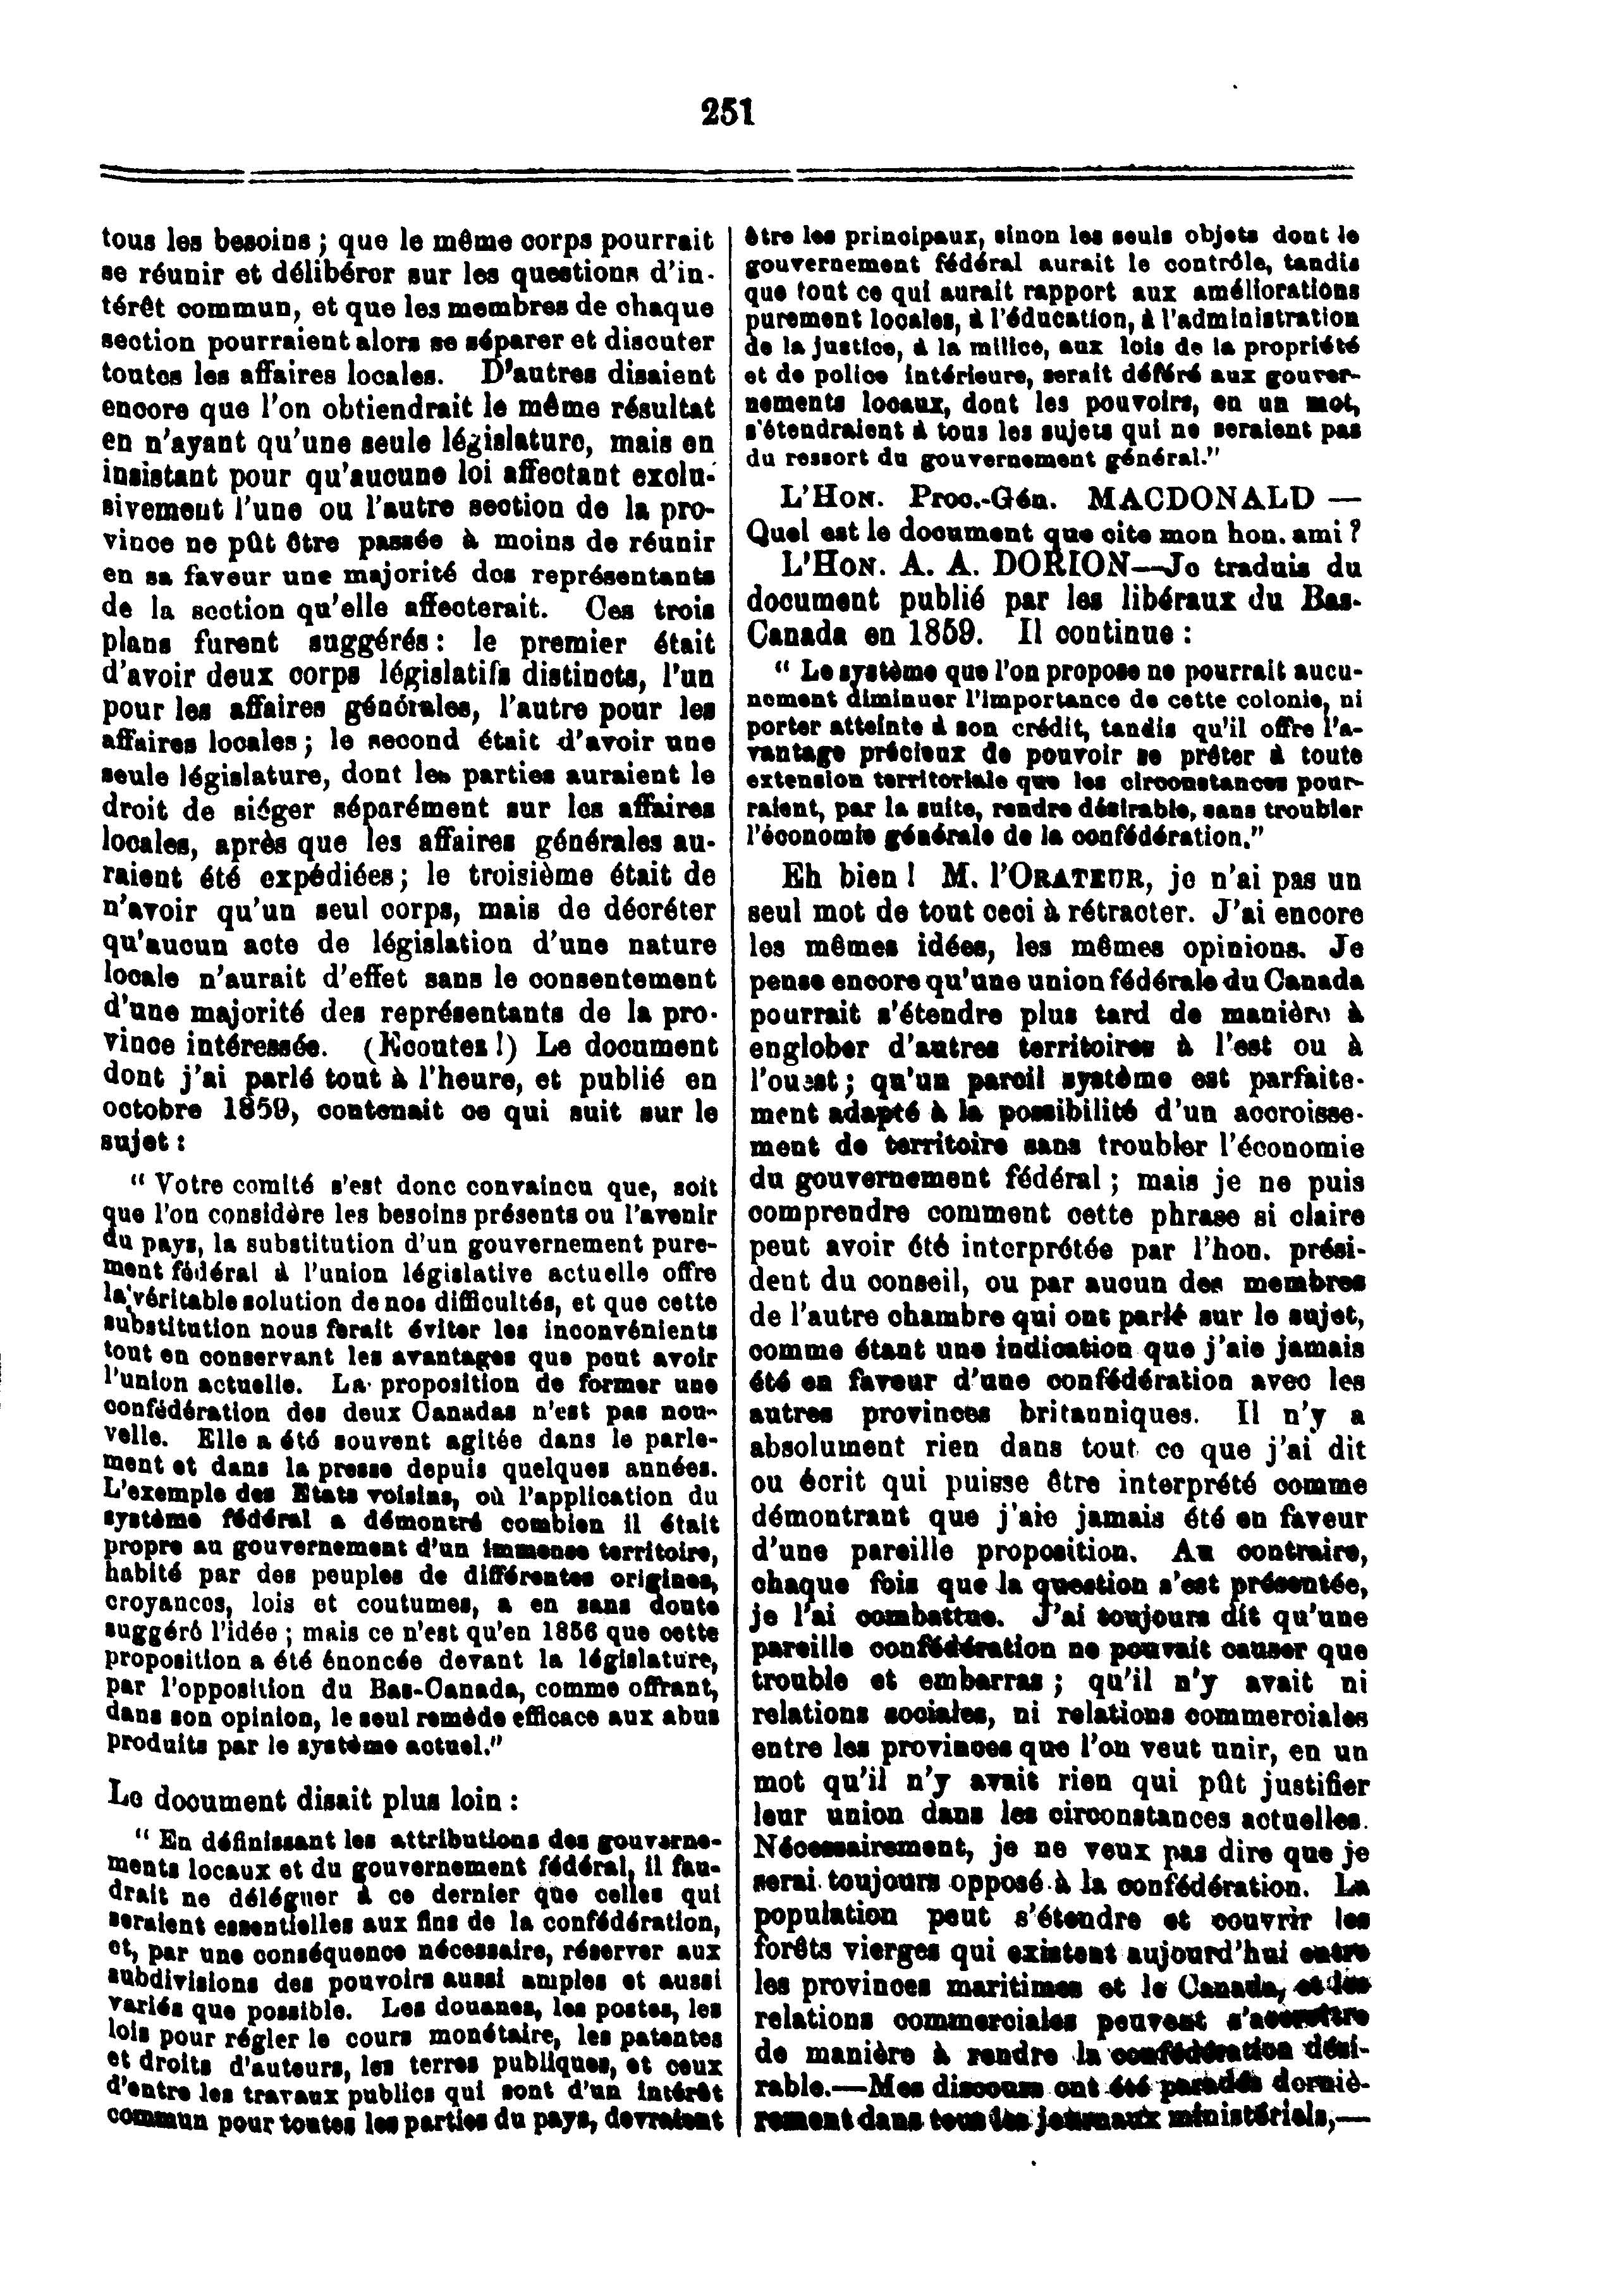 251
tous les besoins ; que le même corps pourrait
se réunir et délibérer sur les questions d'in-
térêt commun, et que les membres de chaque
section pourraient alors se séparer et discuter
toutes les affaires locales. D'autres disaient
encore que l'on obtiendrait le même résultat
en n'ayant qu'une seule législature, mais en
insistant pour qu'aucune loi affectant exclu-
sivement l'une ou l'autre section de la pro-
vince ne pût être passée à moins de réunir
en sa faveur une majorité des représentants
de la section qu'elle affecterait. Ces trois
plans furent suggérés : le premier était
d'avoir deux corps législatifs distincts, l'un
pour les affaires générales, l'autre pour les
affaires locales ; le second était d'avoir une
seule législature, dont les parties auraient le
droit de siéger séparément sur les affaires
locales, après que les affaires générales au-
raient été expédiées ; le troisième était de
n'avoir qu'un seul corps, mais de décréter
qu'aucun acte de législation d'une nature
locale n'aurait d'effet sans le consentement
d'une majorité des représentants de la pro-
vince intéressée. (Ecoutez !) Le document
dont j'ai parlé tout à l'heure, et publié en
octobre 1859, contenait ce qui suit sur le
sujet :
" Votre comité s'est donc convaincu que, soit
que l'on considère les besoins présents ou l'avenir
du pays, la substitution d'un gouvernement pure-
ment fédéral à l'union législative actuelle offre
la véritable solution de nos difficultés, et que cette
substitution nous ferait éviter les inconvénients
tout en conservant les avantages que peut avoir
l'union actuelle. La proposition de former une
confédération des deux Canadas n'est pas nou-
velle. Elle a été souvent agitée dans le parle-
ment et dans la presse depuis quelques années.
L'exemple des Etats voisins, où l'application du
système fédéral a démontré combien il était
propre au gouvernement d'un immense territoire,
habité par des peuples de différentes origines,
croyances, lois et coutumes, a en sans doute
suggéré l'idée ; mais ce n'est qu'en 1856 que cette
proposition a été énoncée devant la législature,
par l'opposition du Bas-Canada, comme offrant,
dans son opinion, le seul remède efficace aux abus
produits par le système actuel."
Le document disait plus loin :
" En définissant les attributions des gouverne-
ments locaux et du gouvernement fédéral, il fau-
drait ne déléguer à ce dernier que celles qui
seraient essentielles aux fins de la confédération,
et, par une conséquence nécessaire, réserver aux
subdivisions des pouvoirs aussi amples et aussi
variés que possible. Les douanes, les postes, les
lois pour régler le cours monétaire, les patentes
et droits d'auteurs, les terres publiques, et ceux
d'entre les travaux publics qui sont d'un intérêt
commun pour toutes les parties du pays, devraient
être les principaux, sinon les seuls objets dont le
gouvernement fédéral aurait le contrôle, tandis
que tout ce qui aurait rapport aux améliorations
purement locales, à l'éducation, à l'administration
de la justice, à la milice, aux lois de la propriété
et de police intérieure, serait déféré aux gouver-
nements locaux, dont les pouvoirs, en un mot,
s'étendraient à tous les sujets qui ne seraient pas
du ressort du gouvernement général."
L'HON. PROC.-GÉN. MACDONALD —
Quel est le document que cite mon hon. ami ?
L'HON. A. A. DORION—Je traduis du
document publié par les libéraux du Bas-
Canada en 1859. Il continue :
" Le système que l'on propose ne pourrait aucu-
nement diminuer l'importance de cette colonie, ni
porter atteinte à son crédit, tandis qu'il offre l'a-
vantage précieux de pouvoir se prêter à toute
extension territoriale que les circonstances pour-
raient, par la suite, rendre désirable, sans troubler
l'économie générale de la confédération."
Eh bien ! M. l'ORATEUR, je n'ai pas un
seul mot de tout ceci à rétracter. J'ai encore
les mêmes idées, les mêmes opinions. Je
pense encore qu'une union fédérale du Canada
pourrait s'étendre plus tard de manière à
englober d'autres territoires à l'est ou à
l'ouest ; qu'un pareil système est parfaite-
ment adapté à la possibilité d'un accroisse-
ment de territoire sans troubler l'économie
du gouvernement fédéral ; mais je ne puis
comprendre comment cette phrase si claire
peut avoir été interprétée par l'hon. prési-
dent du conseil, ou par aucun des membres
de l'autre chambre qui ont parlé sur le sujet,
comme étant une indication que j'aie jamais
été en faveur d'une confédération avec les
autres provinces britanniques. Il n'y a
absolument rien dans tout ce que j'ai dit
ou écrit qui puisse être interprété comme
démontrant que j'aie jamais été en faveur
d'une pareille proposition. Au contraire,
chaque fois que la question s'est présentée,
je l'ai combattue. J'ai toujours dit qu'une
pareille confédération ne pouvait causer que
trouble et embarras ; qu'il n'y avait ni
relations sociales, ni relations commerciales
entre les provinces que l'on veut unir, en un
mot qu'il n'y avait rien qui pût justifier
leur union dans les circonstances actuelles.
Nécessairement, je ne veux pas dire que je
serai toujours opposé à la confédération. La
population peut s'étendre et couvrir les
forêts vierges qui existent aujourd'hui entre
les provinces maritimes et le Canada, et les
relations commerciales peuvent s'accroître
de manière à rendre la confédération dési-
rable.—Mes discours ont été paradés derniè-
rement dans tous les journaux ministériels,—